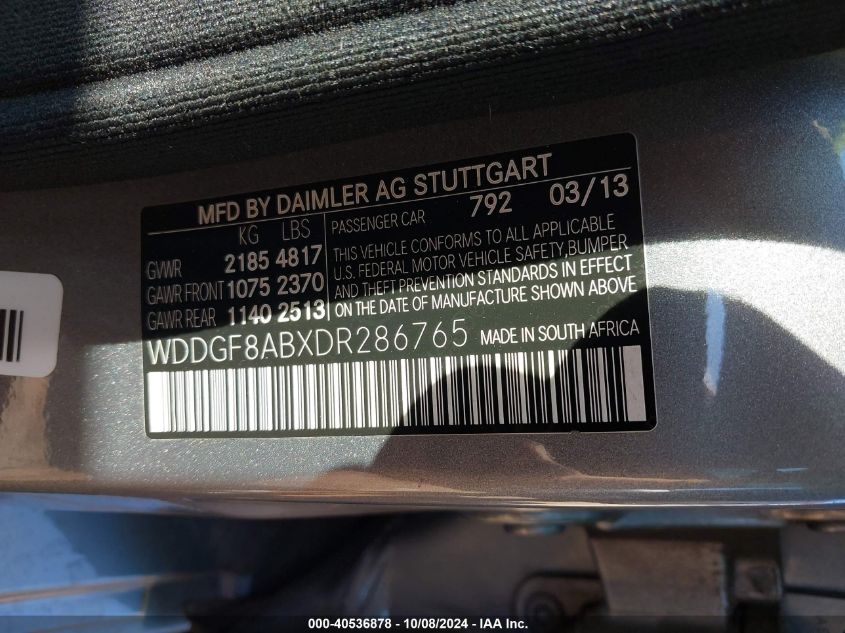 MFD BY DAIMLER AG STUTTGART
KG LBS
GVWR 2185 4817
GAWR FRONT 1075 2370
GAWR REAR 1140 2513
PASSENGER CAR 792 03/13
THIS VEHICLE CONFORMS TO ALL APPLICABLE
U.S. FEDERAL MOTOR VEHICLE SAFETY, BUMPER
AND THEFT PREVENTION STANDARDS IN EFFECT
ON THE DATE OF MANUFACTURE SHOWN ABOVE
WDDGF8ABXDR286765 MADE IN SOUTH AFRICA
000-40536878 - 10/08/2024 - IAA Inc.